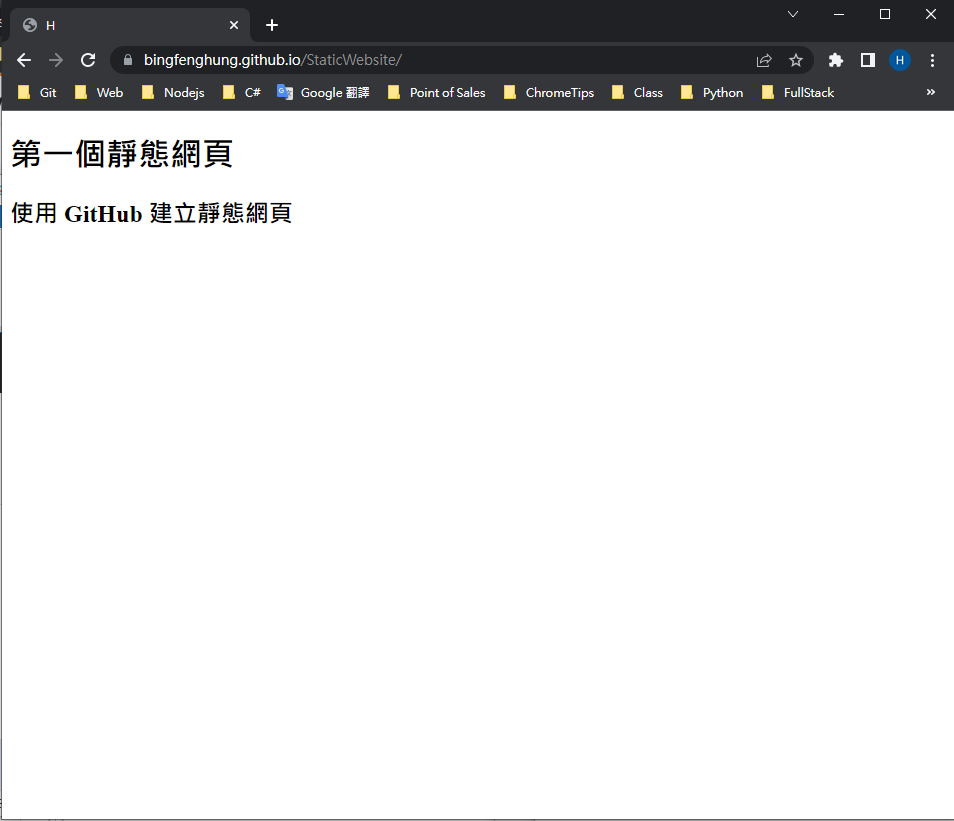 H
bingfenghung.github.io/StaticWebsite/
H
Git Web Nodejs C# Google 翻譯 Point of Sales ChromeTips Class Python FullStack »
第一個靜態網頁
使用 GitHub 建立靜態網頁